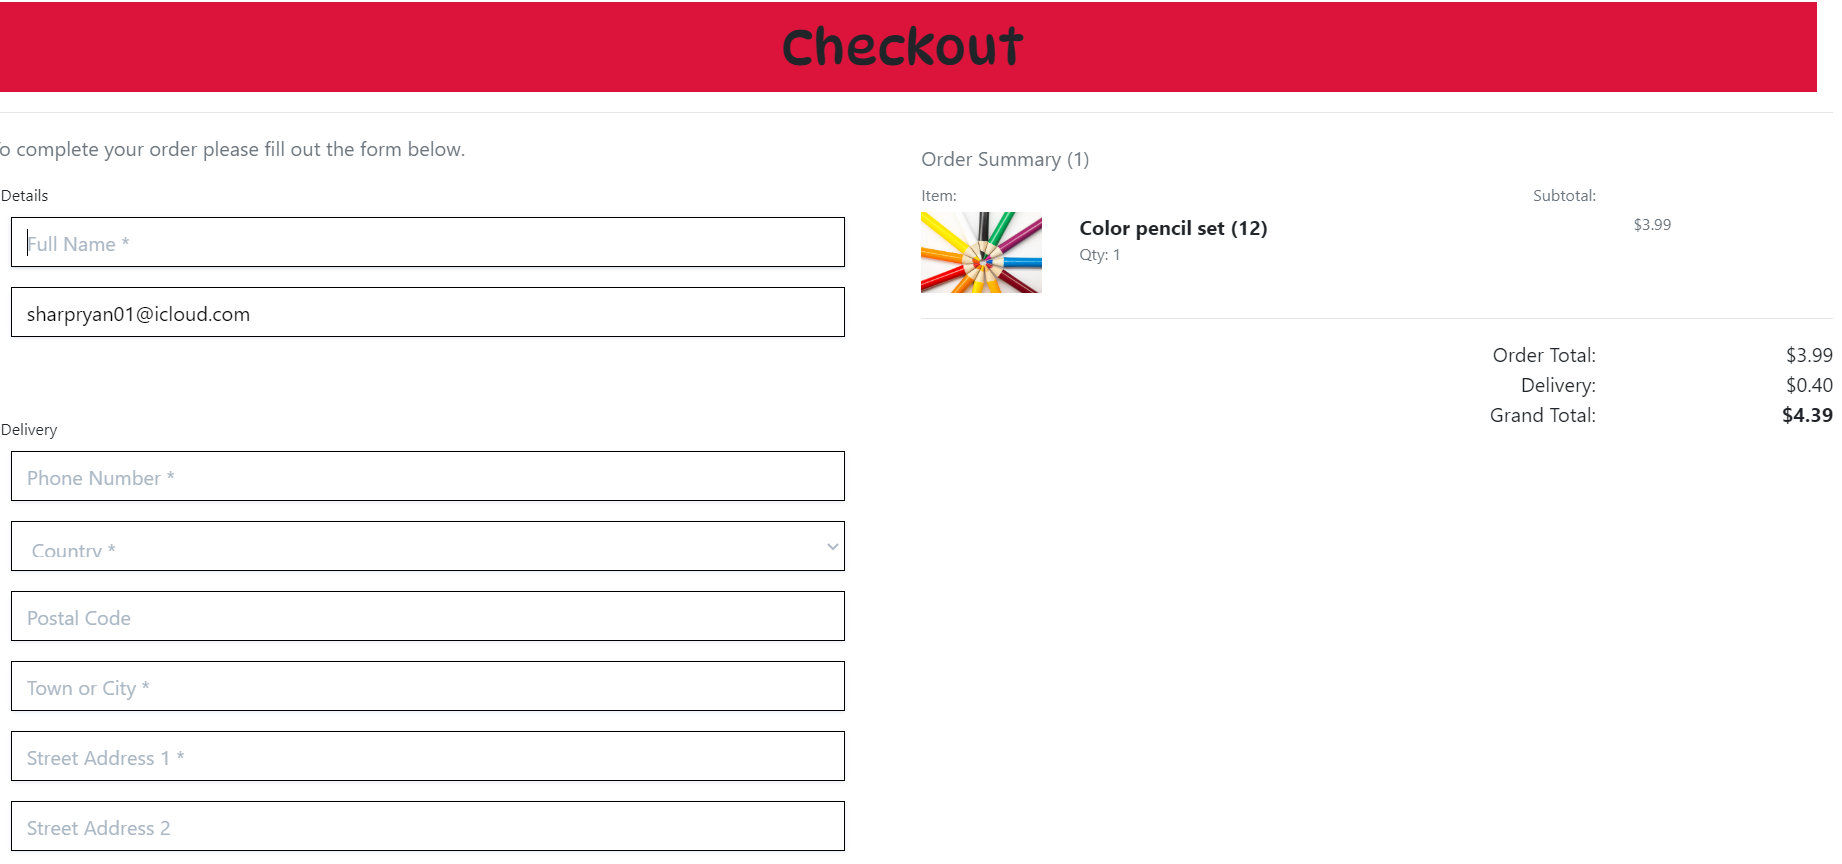 Checkout
o complete your order please fill out the form below.
Details
Full Name *
sharpryan01@icloud.com
Delivery
Phone Number *
Country *
Postal Code
Town or City *
Street Address 1 *
Street Address 2
Order Summary (1)
Item: Subtotal:
Color pencil set (12) $3.99
Qty: 1
Order Total: $3.99
Delivery: $0.40
Grand Total: $4.39